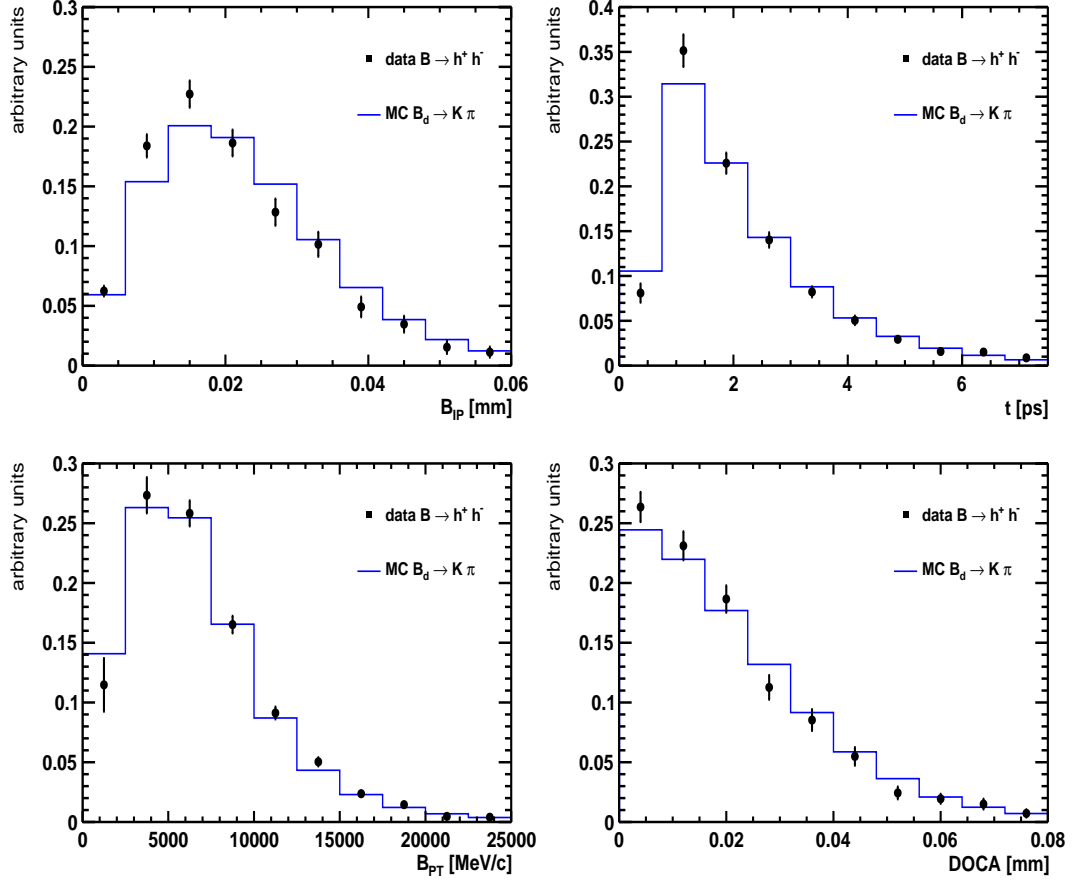 arbitrary units
0.3
0.25
0.2
0.15
0.1
0.05
0
data B → h⁺ h⁻
MC B_d → K π
0 0.02 0.04 0.06
B_IP [mm]
arbitrary units
0.4
0.35
0.3
0.25
0.2
0.15
0.1
0.05
0
data B → h⁺ h⁻
MC B_d → K π
0 2 4 6
t [ps]
arbitrary units
0.3
0.25
0.2
0.15
0.1
0.05
0
data B → h⁺ h⁻
MC B_d → K π
0 5000 10000 15000 20000 25000
B_PT [MeV/c]
arbitrary units
0.3
0.25
0.2
0.15
0.1
0.05
0
data B → h⁺ h⁻
MC B_d → K π
0 0.02 0.04 0.06 0.08
DOCA [mm]